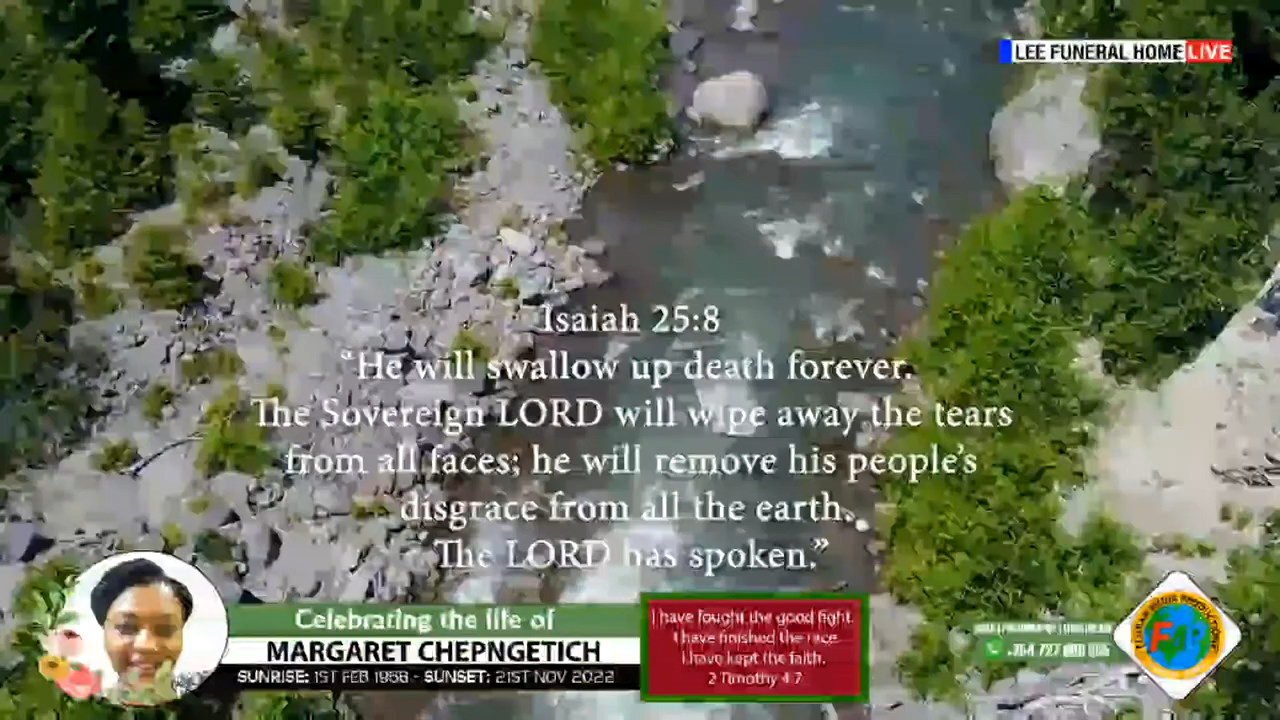 LEE FUNERAL HOME LIVE
Isaiah 25:8
“He will swallow up death forever.
The Sovereign LORD will wipe away the tears
from all faces; he will remove his people’s
disgrace from all the earth.
The LORD has spoken.”
Celebrating the life of
MARGARET CHEPNGETICH
SUNRISE: 1ST FEB - SUNSET: 21ST NOV 2022
I have fought the good fight.
I have finished the race.
I have kept the faith.
2 Timothy 4:7